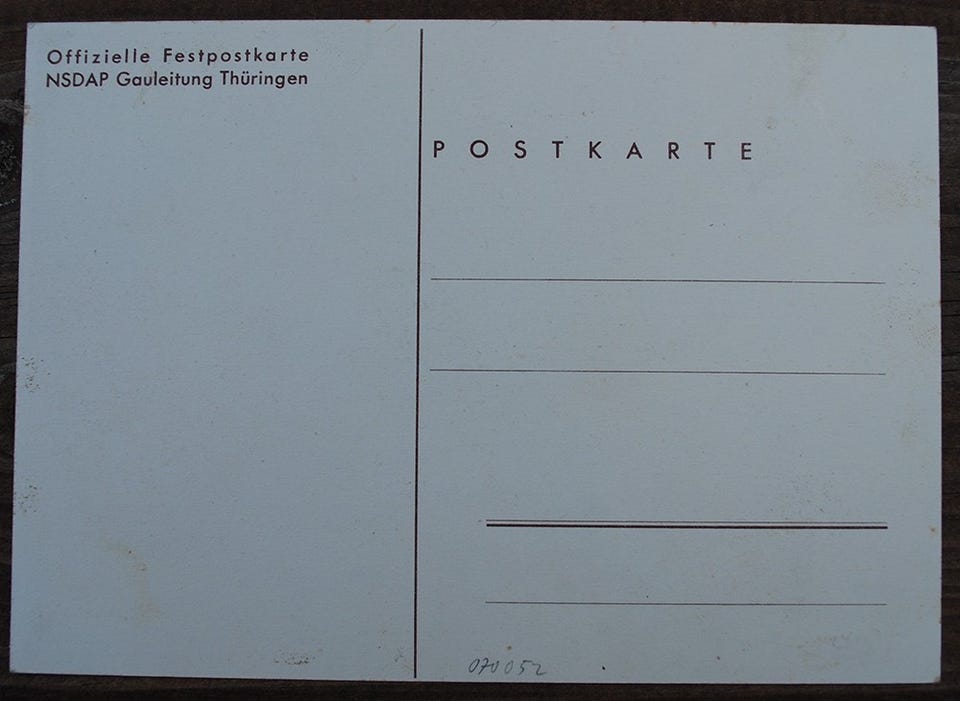 Offizielle Festpostkarte
NSDAP Gauleitung Thüringen
POSTKARTE
070052